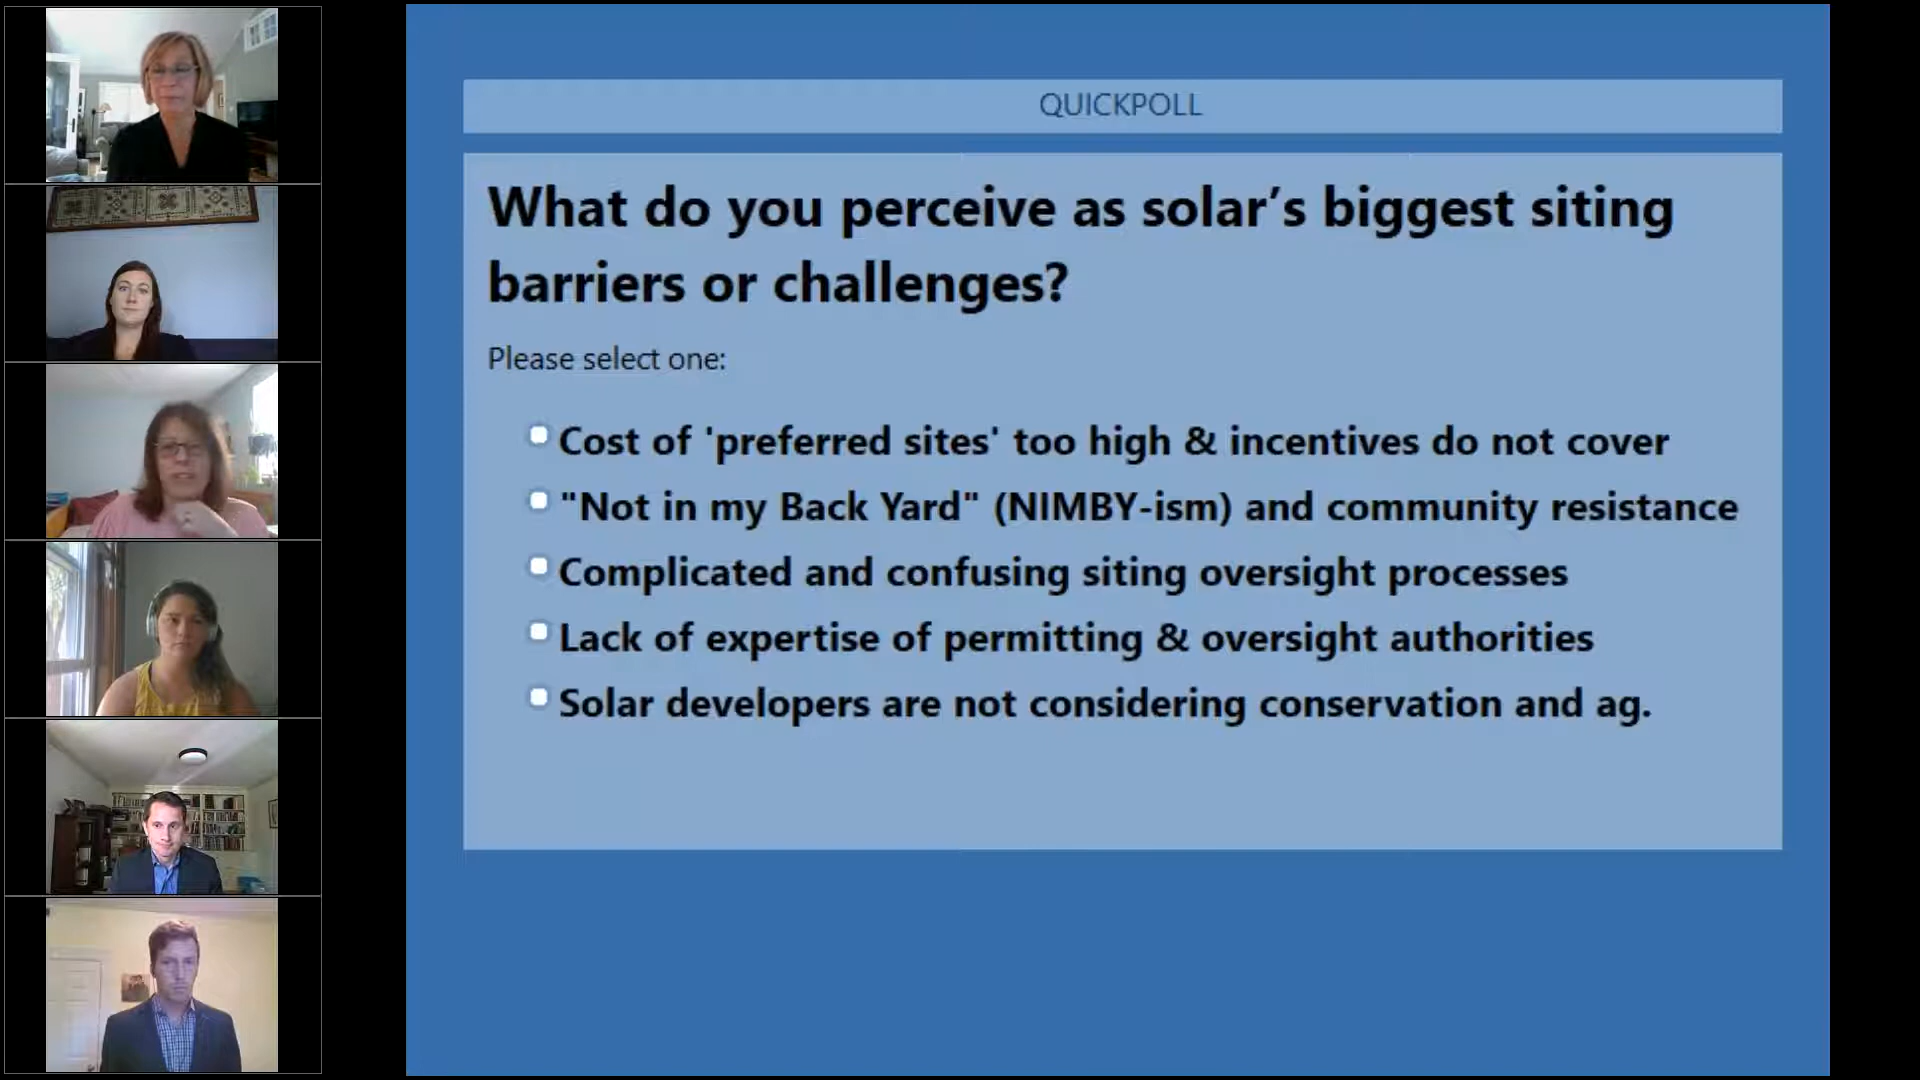 QUICKPOLL
What do you perceive as solar’s biggest siting
barriers or challenges?
Please select one:
Cost of 'preferred sites' too high & incentives do not cover
"Not in my Back Yard" (NIMBY-ism) and community resistance
Complicated and confusing siting oversight processes
Lack of expertise of permitting & oversight authorities
Solar developers are not considering conservation and ag.